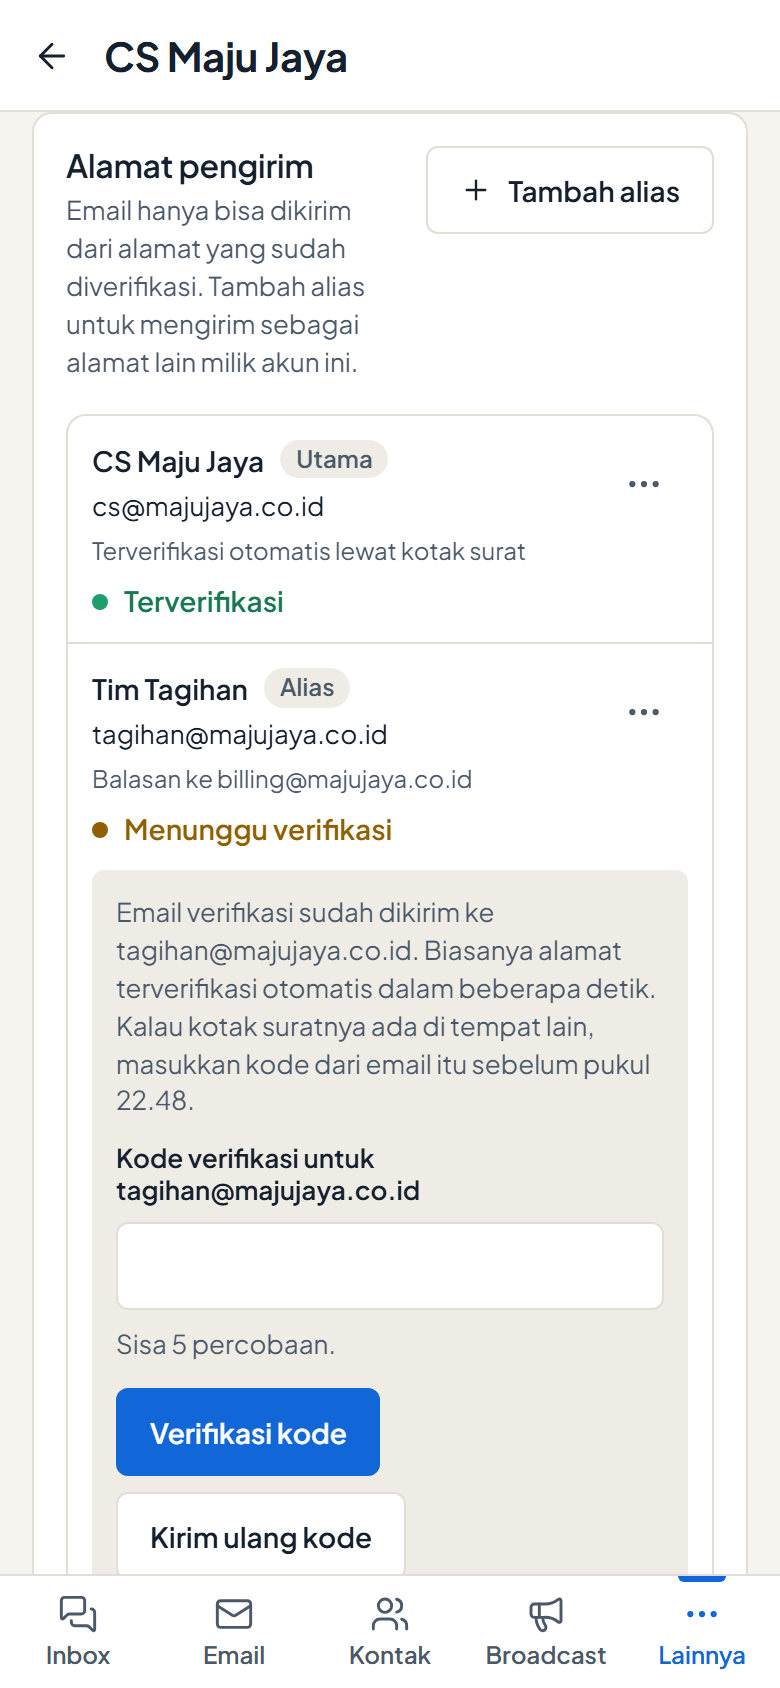 CS Maju Jaya
Alamat pengirim
Email hanya bisa dikirim
dari alamat yang sudah
diverifikasi. Tambah alias
untuk mengirim sebagai
alamat lain milik akun ini.
Tambah alias
CS Maju Jaya
Utama
cs@majujaya.co.id
Terverifikasi otomatis lewat kotak surat
Terverifikasi
Tim Tagihan
Alias
tagihan@majujaya.co.id
Balasan ke billing@majujaya.co.id
Menunggu verifikasi
Email verifikasi sudah dikirim ke
tagihan@majujaya.co.id. Biasanya alamat
terverifikasi otomatis dalam beberapa detik.
Kalau kotak suratnya ada di tempat lain,
masukkan kode dari email itu sebelum pukul
22.48.
Kode verifikasi untuk
tagihan@majujaya.co.id
Sisa 5 percobaan.
Verifikasi kode
Kirim ulang kode
Inbox
Email
Kontak
Broadcast
Lainnya